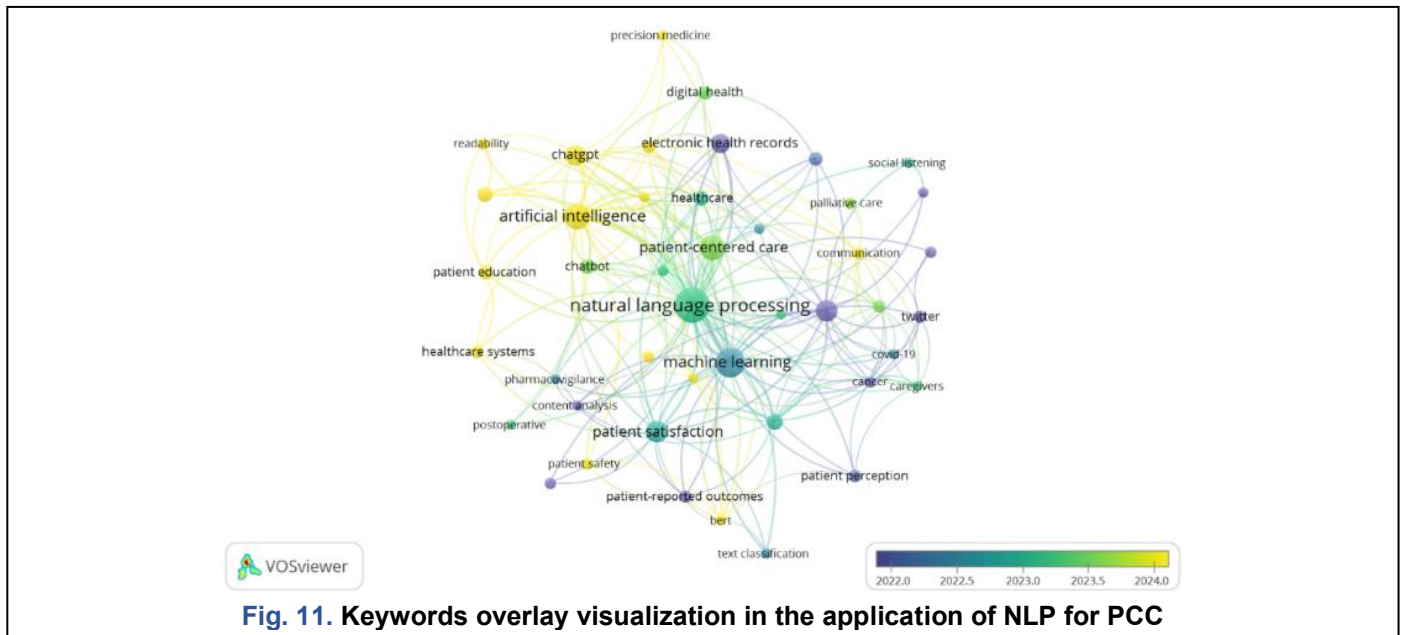 precision medicine
digital health
readability
chatgpt
electronic health records
social listening
healthcare
palliative care
artificial intelligence
patient-centered care
communication
patient education
chatbot
natural language processing
twitter
healthcare systems
machine learning
covid-19
pharmacovigilance
cancer
caregivers
content analysis
postoperative
patient satisfaction
patient safety
patient perception
patient-reported outcomes
bert
text classification
VOSviewer
2022.0 2022.5 2023.0 2023.5 2024.0
Fig. 11. Keywords overlay visualization in the application of NLP for PCC